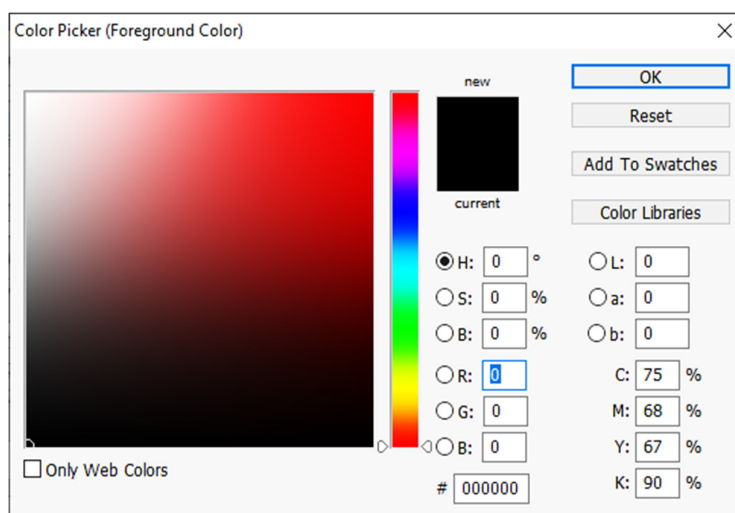 Color Picker (Foreground Color)
new
current
OK
Reset
Add To Swatches
Color Libraries
H: 0 °
S: 0 %
B: 0 %
R: 0
G: 0
B: 0
# 000000
L: 0
a: 0
b: 0
C: 75 %
M: 68 %
Y: 67 %
K: 90 %
Only Web Colors